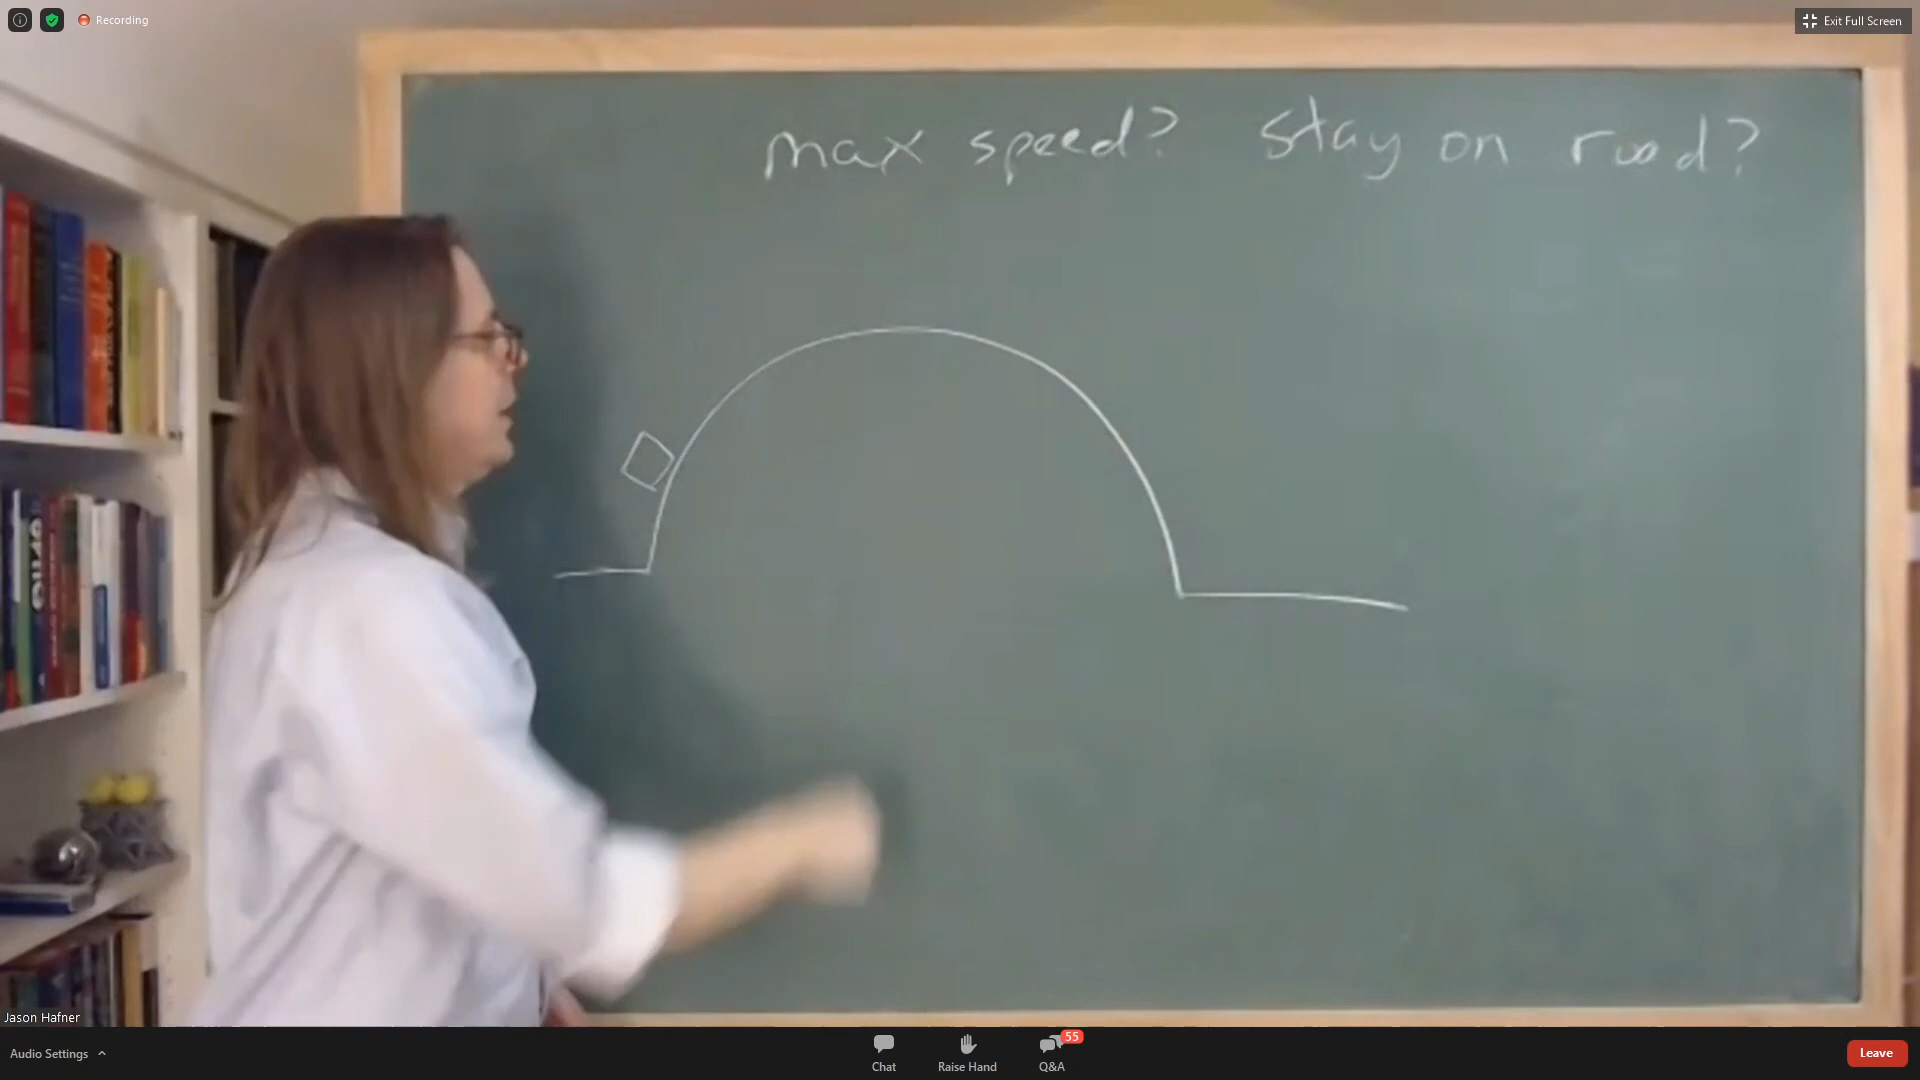 Recording
Exit Full Screen
max speed? stay on road?
Jason Hafner
Audio Settings
Chat
Raise Hand
Q&A
55
Leave